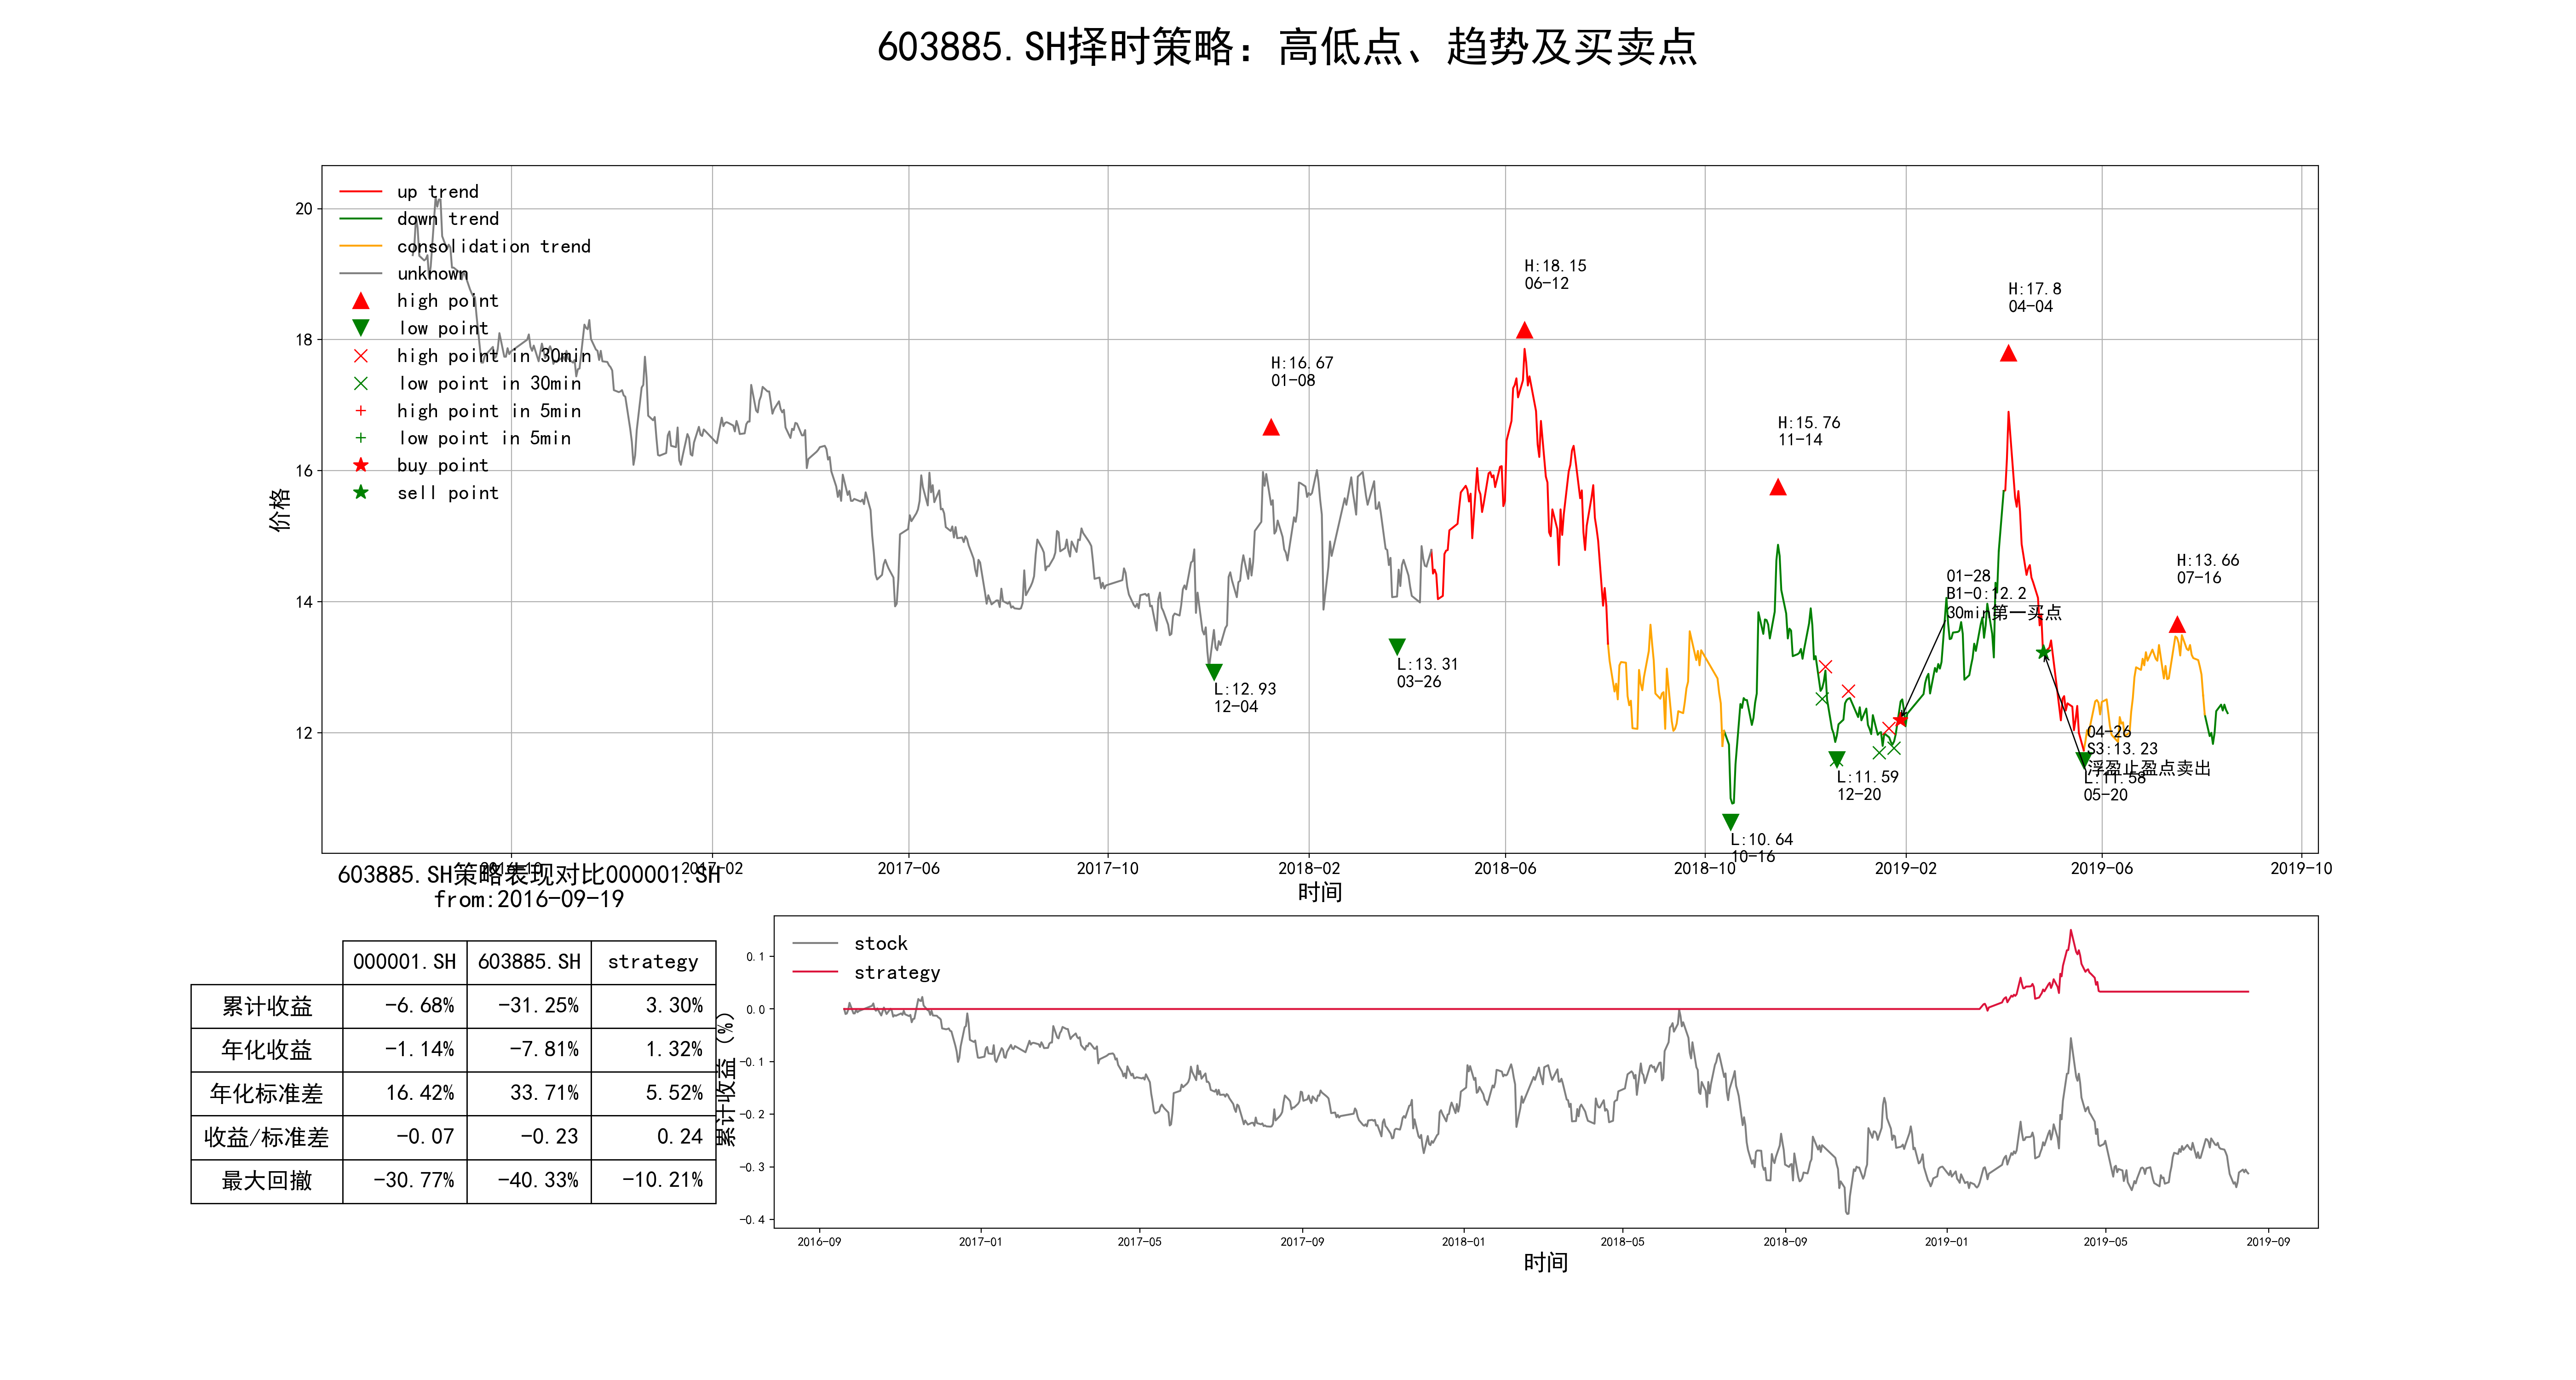 603885.SH择时策略：高低点、趋势及买卖点
up trend
down trend
consolidation trend
unknown
high point
low point
high point in 30min
low point in 30min
high point in 5min
low point in 5min
buy point
sell point
价格
20
18
16
14
12
H:16.67
01-08
H:18.15
06-12
H:15.76
11-14
H:17.8
04-04
H:13.66
07-16
L:12.93
12-04
L:13.31
03-26
L:10.64
10-16
L:11.59
12-20
01-28
B1-0:12.2
30min第一买点
04-26
S3:13.23
浮盈止盈点卖出
L:11.58
05-20
2016-10
2017-02
2017-06
2017-10
2018-02
2018-06
2018-10
2019-02
2019-06
2019-10
时间
603885.SH策略表现对比000001.SH
from:2016-09-19
000001.SH 603885.SH strategy
累计收益 -6.68% -31.25% 3.30%
年化收益 -1.14% -7.81% 1.32%
年化标准差 16.42% 33.71% 5.52%
收益/标准差 -0.07 -0.23 0.24
最大回撤 -30.77% -40.33% -10.21%
stock
strategy
累计收益（%）
0.1
0.0
-0.1
-0.2
-0.3
-0.4
2016-09
2017-01
2017-05
2017-09
2018-01
2018-05
2018-09
2019-01
2019-05
2019-09
时间